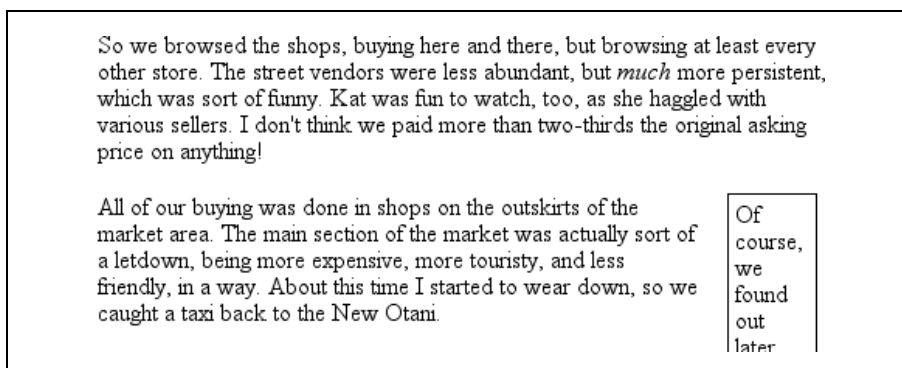 So we browsed the shops, buying here and there, but browsing at least every
other store. The street vendors were less abundant, but much more persistent,
which was sort of funny. Kat was fun to watch, too, as she haggled with
various sellers. I don't think we paid more than two-thirds the original asking
price on anything!
All of our buying was done in shops on the outskirts of the
market area. The main section of the market was actually sort of
a letdown, being more expensive, more touristy, and less
friendly, in a way. About this time I started to wear down, so we
caught a taxi back to the New Otani.
Of
course,
we
found
out
later